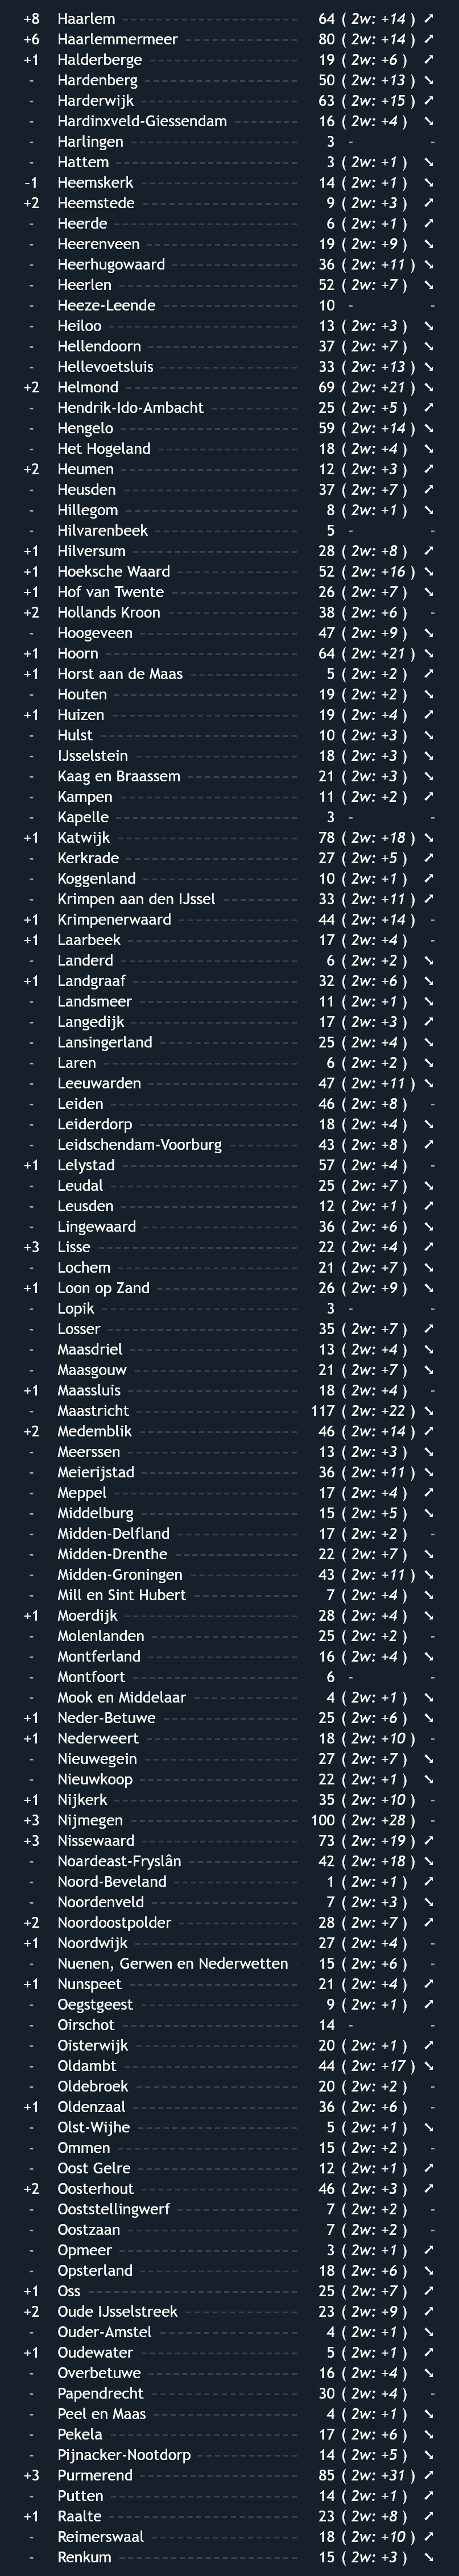 +8 Haarlem 64 ( 2w: +14 ) ↗
+6 Haarlemmermeer 80 ( 2w: +14 ) ↗
+1 Halderberge 19 ( 2w: +6 ) ↗
- Hardenberg 50 ( 2w: +13 ) ↘
- Harderwijk 63 ( 2w: +15 ) ↗
- Hardinxveld-Giessendam 16 ( 2w: +4 ) ↘
- Harlingen 3 - -
- Hattem 3 ( 2w: +1 ) ↘
-1 Heemskerk 14 ( 2w: +1 ) ↘
+2 Heemstede 9 ( 2w: +3 ) ↗
- Heerde 6 ( 2w: +1 ) ↗
- Heerenveen 19 ( 2w: +9 ) ↘
- Heerhugowaard 36 ( 2w: +11 ) ↘
- Heerlen 52 ( 2w: +7 ) ↘
- Heeze-Leende 10 - -
- Heiloo 13 ( 2w: +3 ) ↘
- Hellendoorn 37 ( 2w: +7 ) ↘
- Hellevoetsluis 33 ( 2w: +13 ) ↘
+2 Helmond 69 ( 2w: +21 ) ↗
- Hendrik-Ido-Ambacht 25 ( 2w: +5 ) ↗
- Hengelo 59 ( 2w: +14 ) ↘
- Het Hogeland 18 ( 2w: +4 ) ↘
+2 Heumen 12 ( 2w: +3 ) ↗
- Heusden 37 ( 2w: +7 ) ↗
- Hillegom 8 ( 2w: +1 ) ↘
- Hilvarenbeek 5 - -
+1 Hilversum 28 ( 2w: +8 ) ↗
+1 Hoeksche Waard 52 ( 2w: +16 ) ↘
+1 Hof van Twente 26 ( 2w: +7 ) ↘
+2 Hollands Kroon 38 ( 2w: +6 ) -
- Hoogeveen 47 ( 2w: +9 ) ↘
+1 Hoorn 64 ( 2w: +21 ) ↘
+1 Horst aan de Maas 5 ( 2w: +2 ) ↗
- Houten 19 ( 2w: +2 ) ↘
+1 Huizen 19 ( 2w: +4 ) ↗
- Hulst 10 ( 2w: +3 ) ↘
- IJsselstein 18 ( 2w: +3 ) ↘
- Kaag en Braassem 21 ( 2w: +3 ) ↘
- Kampen 11 ( 2w: +2 ) ↗
- Kapelle 3 - -
+1 Katwijk 78 ( 2w: +18 ) ↘
- Kerkrade 27 ( 2w: +5 ) ↗
- Koggenland 10 ( 2w: +1 ) ↗
- Krimpen aan den IJssel 33 ( 2w: +11 ) ↗
+1 Krimpenerwaard 44 ( 2w: +14 ) -
+1 Laarbeek 17 ( 2w: +4 ) -
- Landerd 6 ( 2w: +2 ) ↘
+1 Landgraaf 32 ( 2w: +6 ) ↘
- Landsmeer 11 ( 2w: +1 ) ↘
- Langedijk 17 ( 2w: +3 ) ↗
- Lansingerland 25 ( 2w: +4 ) ↘
- Laren 6 ( 2w: +2 ) ↘
- Leeuwarden 47 ( 2w: +11 ) ↘
- Leiden 46 ( 2w: +8 ) -
- Leiderdorp 18 ( 2w: +4 ) ↘
- Leidschendam-Voorburg 43 ( 2w: +8 ) ↗
+1 Lelystad 57 ( 2w: +4 ) -
- Leudal 25 ( 2w: +7 ) ↘
- Leusden 12 ( 2w: +1 ) ↗
- Lingewaard 36 ( 2w: +6 ) ↘
+3 Lisse 22 ( 2w: +4 ) ↗
- Lochem 21 ( 2w: +7 ) ↘
+1 Loon op Zand 26 ( 2w: +9 ) ↘
- Lopik 3 - -
- Losser 35 ( 2w: +7 ) ↗
- Maasdriel 13 ( 2w: +4 ) ↘
- Maasgouw 21 ( 2w: +7 ) ↘
+1 Maassluis 18 ( 2w: +4 ) -
- Maastricht 117 ( 2w: +22 ) ↘
+2 Medemblik 46 ( 2w: +14 ) ↗
- Meerssen 13 ( 2w: +3 ) ↘
- Meierijstad 36 ( 2w: +11 ) ↘
- Meppel 17 ( 2w: +4 ) ↗
- Middelburg 15 ( 2w: +5 ) ↘
- Midden-Delfland 17 ( 2w: +2 ) -
- Midden-Drenthe 22 ( 2w: +7 ) ↘
- Midden-Groningen 43 ( 2w: +11 ) ↘
- Mill en Sint Hubert 7 ( 2w: +4 ) ↘
+1 Moerdijk 28 ( 2w: +4 ) ↘
- Molenlanden 25 ( 2w: +2 ) -
- Montferland 16 ( 2w: +4 ) ↘
- Montfoort 6 - -
- Mook en Middelaar 4 ( 2w: +1 ) ↘
+1 Neder-Betuwe 25 ( 2w: +6 ) ↘
+1 Nederweert 18 ( 2w: +10 ) -
- Nieuwegein 27 ( 2w: +7 ) ↘
- Nieuwkoop 22 ( 2w: +1 ) ↘
+1 Nijkerk 35 ( 2w: +10 ) -
+3 Nijmegen 100 ( 2w: +28 ) -
+3 Nissewaard 73 ( 2w: +19 ) ↗
- Noardeast-Fryslân 42 ( 2w: +18 ) ↘
- Noord-Beveland 1 ( 2w: +1 ) ↗
- Noordenveld 7 ( 2w: +3 ) ↘
+2 Noordoostpolder 28 ( 2w: +7 ) ↗
+1 Noordwijk 27 ( 2w: +4 ) -
- Nuenen, Gerwen en Nederwetten 15 ( 2w: +6 ) -
+1 Nunspeet 21 ( 2w: +4 ) ↗
- Oegstgeest 9 ( 2w: +1 ) ↗
- Oirschot 14 - -
- Oisterwijk 20 ( 2w: +1 ) ↗
- Oldambt 44 ( 2w: +17 ) ↘
- Oldebroek 20 ( 2w: +2 ) -
+1 Oldenzaal 36 ( 2w: +6 ) -
- Olst-Wijhe 5 ( 2w: +1 ) ↘
- Ommen 15 ( 2w: +2 ) -
- Oost Gelre 12 ( 2w: +1 ) ↗
+2 Oosterhout 46 ( 2w: +3 ) ↗
- Ooststellingwerf 7 ( 2w: +2 ) -
- Oostzaan 7 ( 2w: +2 ) -
- Opmeer 3 ( 2w: +1 ) ↗
- Opsterland 18 ( 2w: +6 ) ↘
+1 Oss 25 ( 2w: +7 ) ↗
+2 Oude IJsselstreek 23 ( 2w: +9 ) ↗
- Ouder-Amstel 4 ( 2w: +1 ) ↘
+1 Oudewater 5 ( 2w: +1 ) ↗
- Overbetuwe 16 ( 2w: +4 ) ↘
- Papendrecht 30 ( 2w: +4 ) -
- Peel en Maas 4 ( 2w: +1 ) ↘
- Pekela 17 ( 2w: +6 ) ↘
- Pijnacker-Nootdorp 14 ( 2w: +5 ) ↘
+3 Purmerend 85 ( 2w: +31 ) ↗
- Putten 14 ( 2w: +1 ) ↗
+1 Raalte 23 ( 2w: +8 ) ↗
- Reimerswaal 18 ( 2w: +10 ) ↗
- Renkum 15 ( 2w: +3 ) ↘